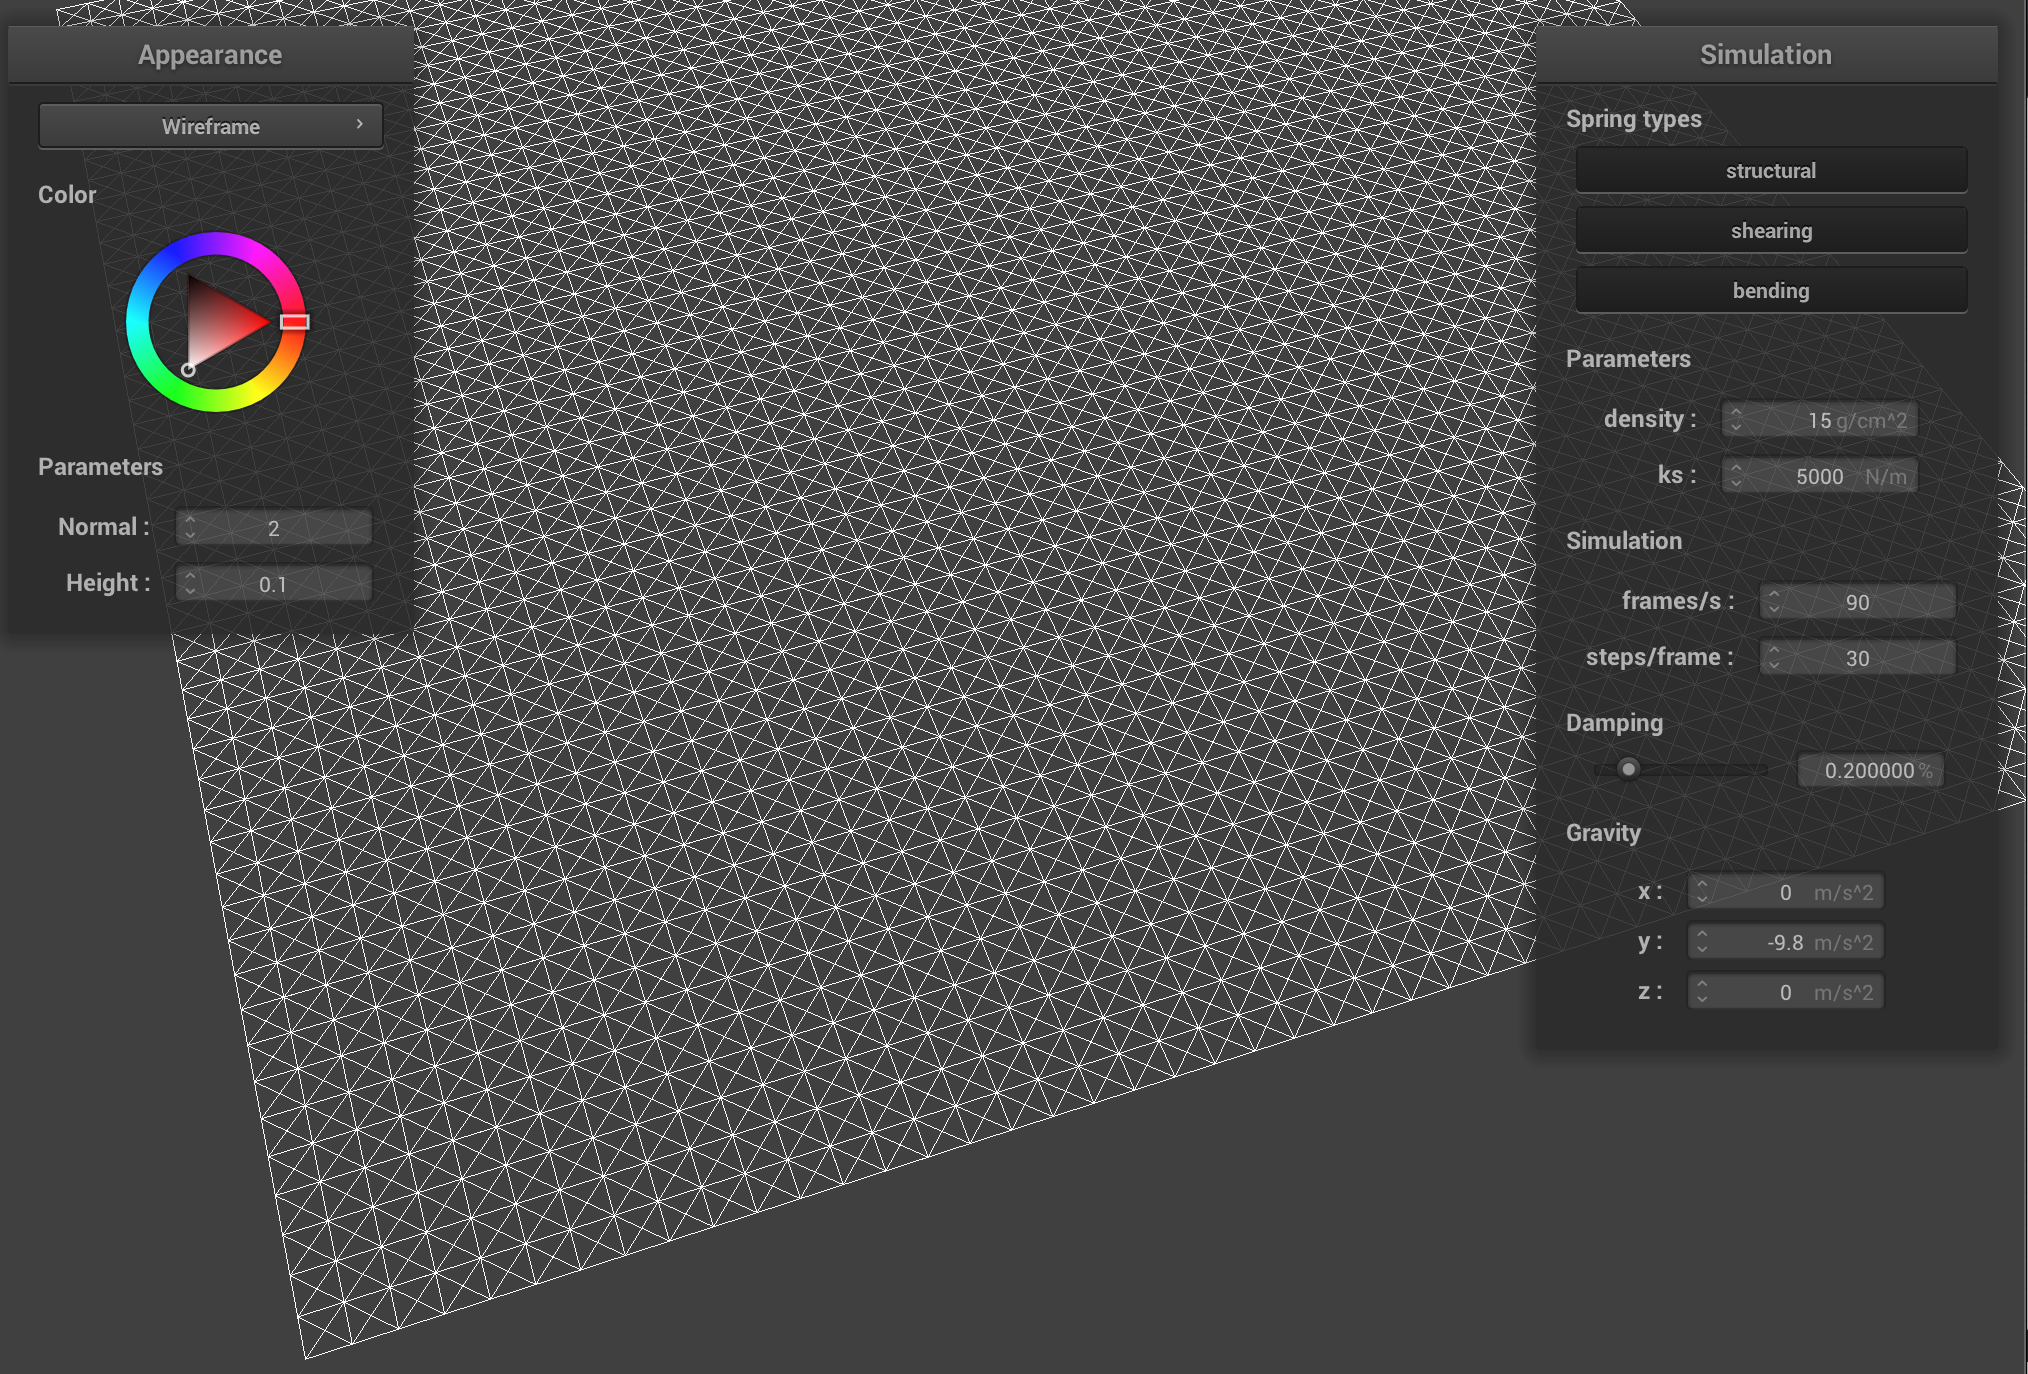 Appearance
Wireframe
Color
Parameters
Normal : 2
Height : 0.1
Simulation
Spring types
structural
shearing
bending
Parameters
density : 15 g/cm^2
ks : 5000 N/m
Simulation
frames/s : 90
steps/frame : 30
Damping
0.200000 %
Gravity
x : 0 m/s^2
y : -9.8 m/s^2
z : 0 m/s^2